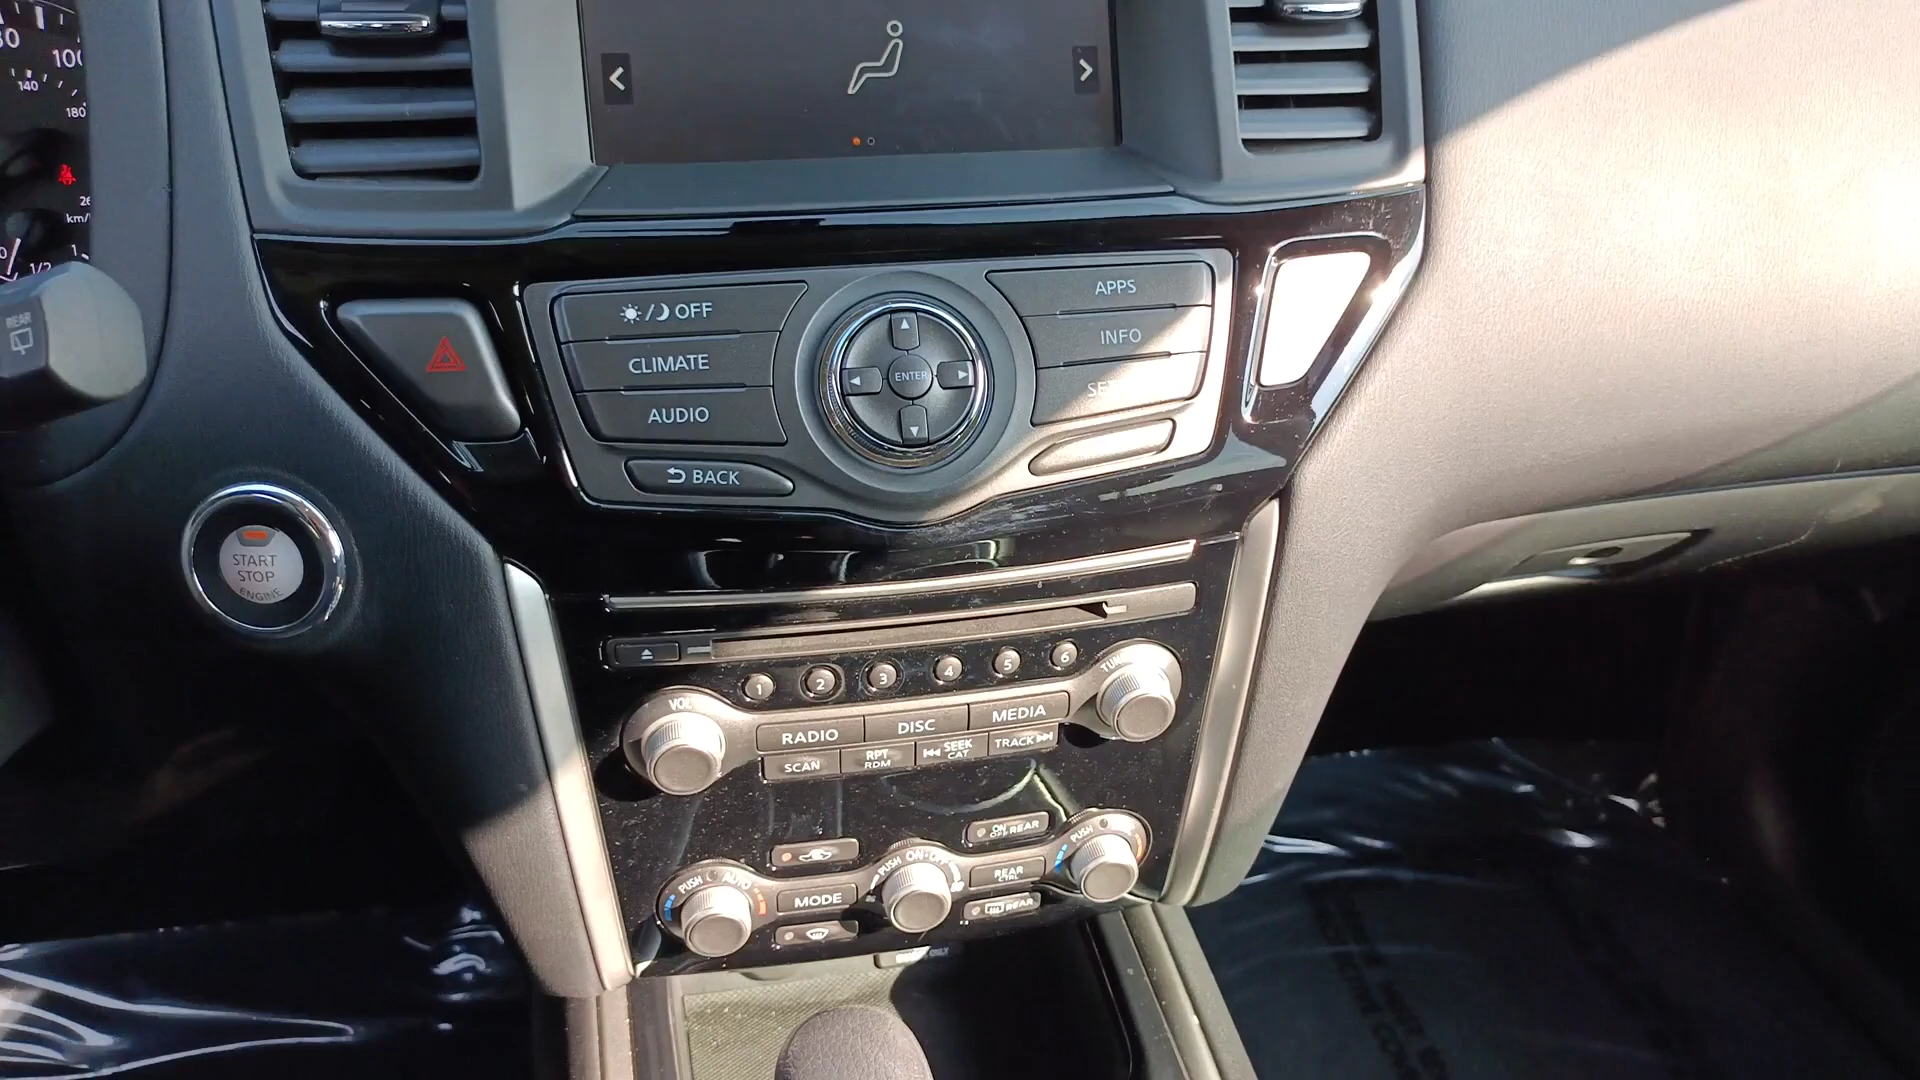 80
100
140
180
km/
1/2
1
REAR
OFF
CLIMATE
AUDIO
BACK
ENTER
APPS
INFO
START
STOP
ENGINE
1 2 3 4 5 6
VOL
RADIO
DISC
MEDIA
SCAN
RPT
RDM
SEEK
CAT
TRACK
PUSH AUTO
MODE
PUSH ON·OFF
ON
OFF REAR
REAR
CTRL
REAR
PUSH